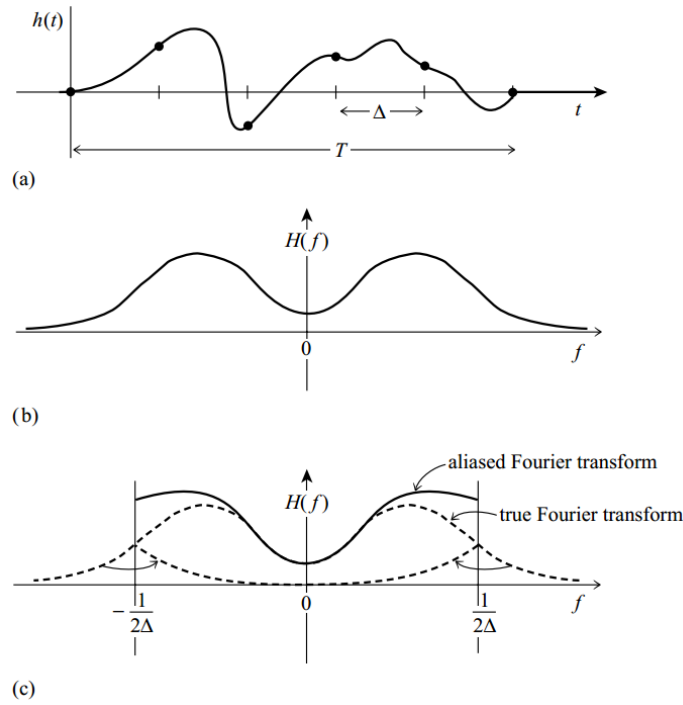 h(t)
Δ
t
T
(a)
H(f)
0
f
(b)
aliased Fourier transform
H(f)
true Fourier transform
− 1/2Δ
0
1/2Δ
f
(c)